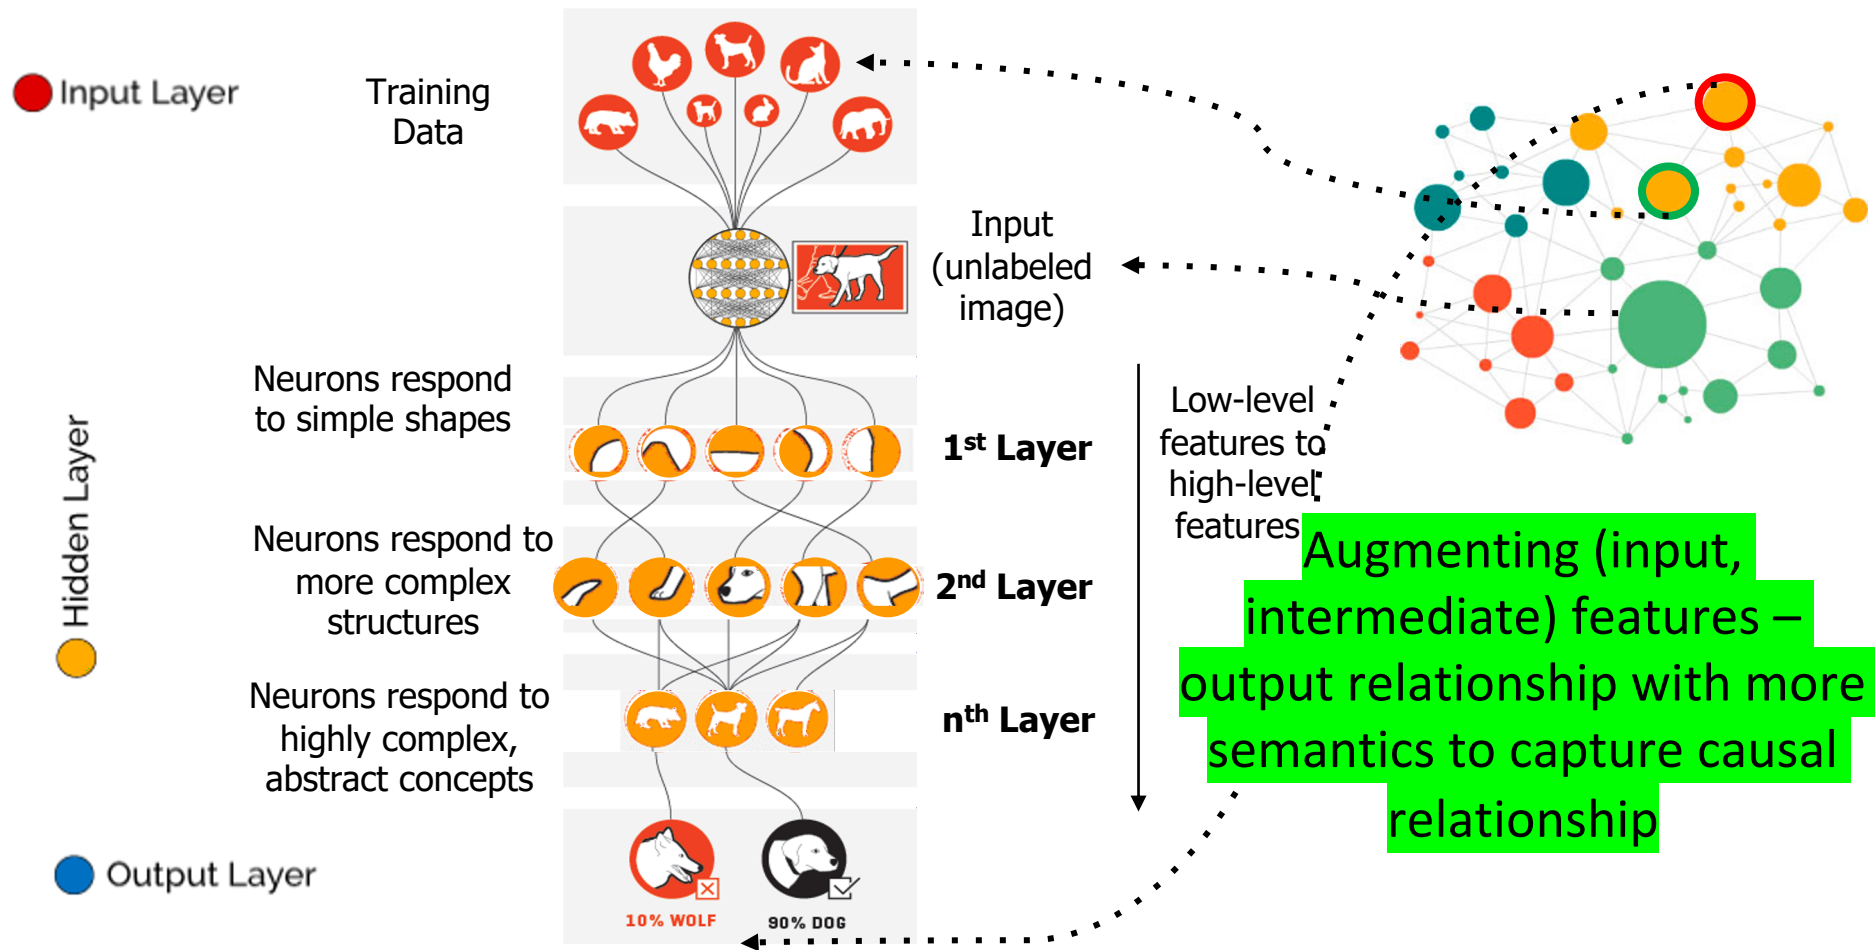 Input Layer
Training
Data
Input
(unlabeled
image)
Neurons respond
to simple shapes
1st Layer
Low-level
features to
high-level
features
Hidden Layer
Neurons respond to
more complex
structures
2nd Layer
Neurons respond to
highly complex,
abstract concepts
nth Layer
Augmenting (input,
intermediate) features –
output relationship with more
semantics to capture causal
relationship
Output Layer
10% WOLF
90% DOG